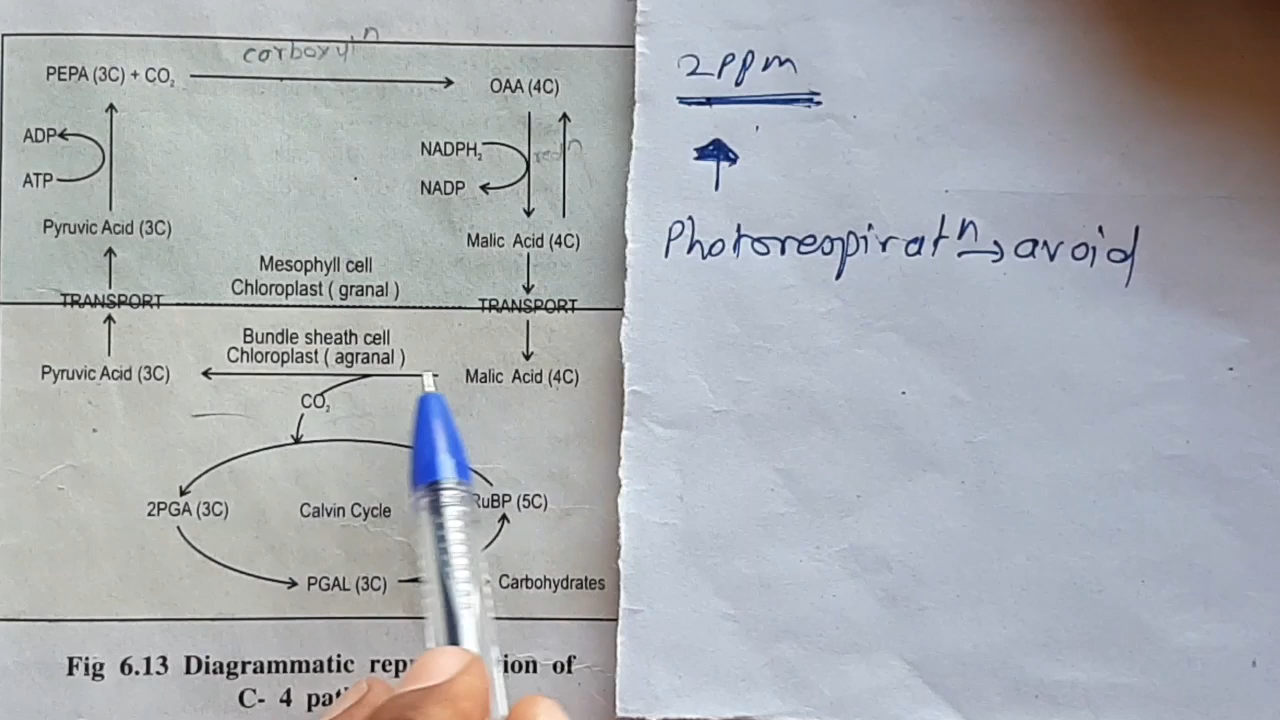 carboxylⁿ
PEPA (3C) + CO₂
OAA (4C)
ADP
ATP
NADPH₂
NADP
redⁿ
Pyruvic Acid (3C)
Malic Acid (4C)
Mesophyll cell
Chloroplast ( granal )
TRANSPORT
TRANSPORT
Bundle sheath cell
Chloroplast ( agranal )
Pyruvic Acid (3C)
Malic Acid (4C)
CO₂
2PGA (3C)
Calvin Cycle
RuBP (5C)
PGAL (3C)
Carbohydrates
Fig 6.13 Diagrammatic rep ion of
C- 4 pat
2ppm
Photorespiratⁿ → avoid